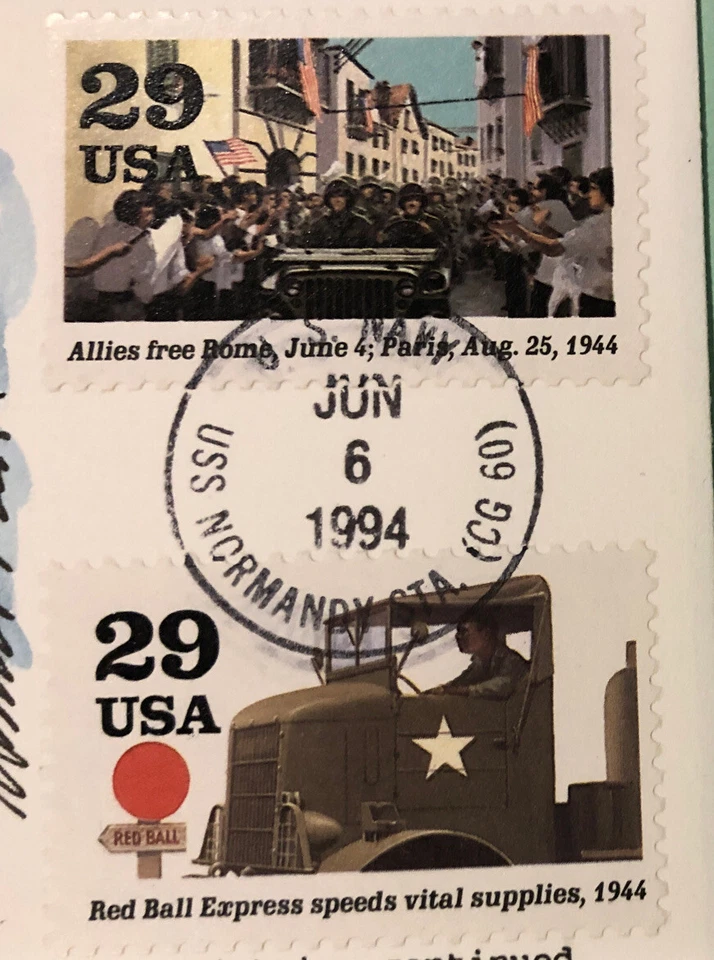 29
USA
Allies free Rome, June 4; Paris, Aug. 25, 1944
U.S. NAVY
JUN
6
1994
USS NORMANDY STA. (CG 60)
29
USA
RED BALL
Red Ball Express speeds vital supplies, 1944
continued